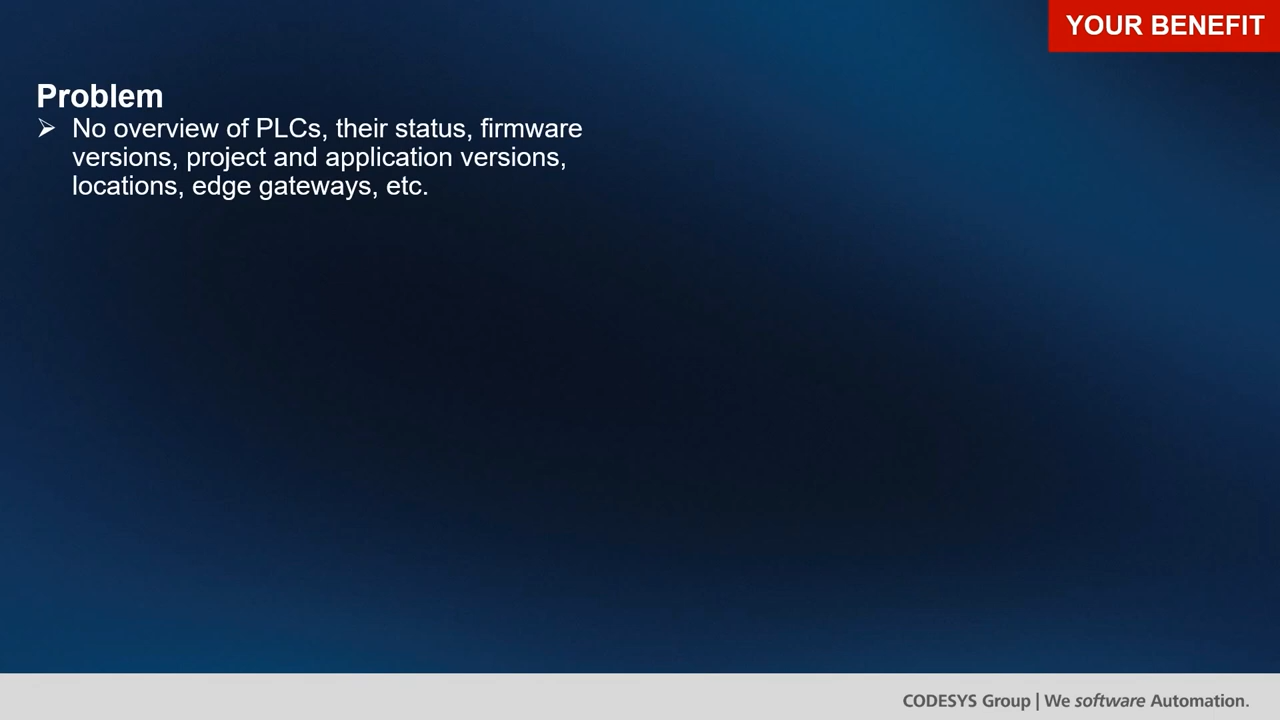 YOUR BENEFIT
Problem
➢ No overview of PLCs, their status, firmware
versions, project and application versions,
locations, edge gateways, etc.
CODESYS Group | We software Automation.